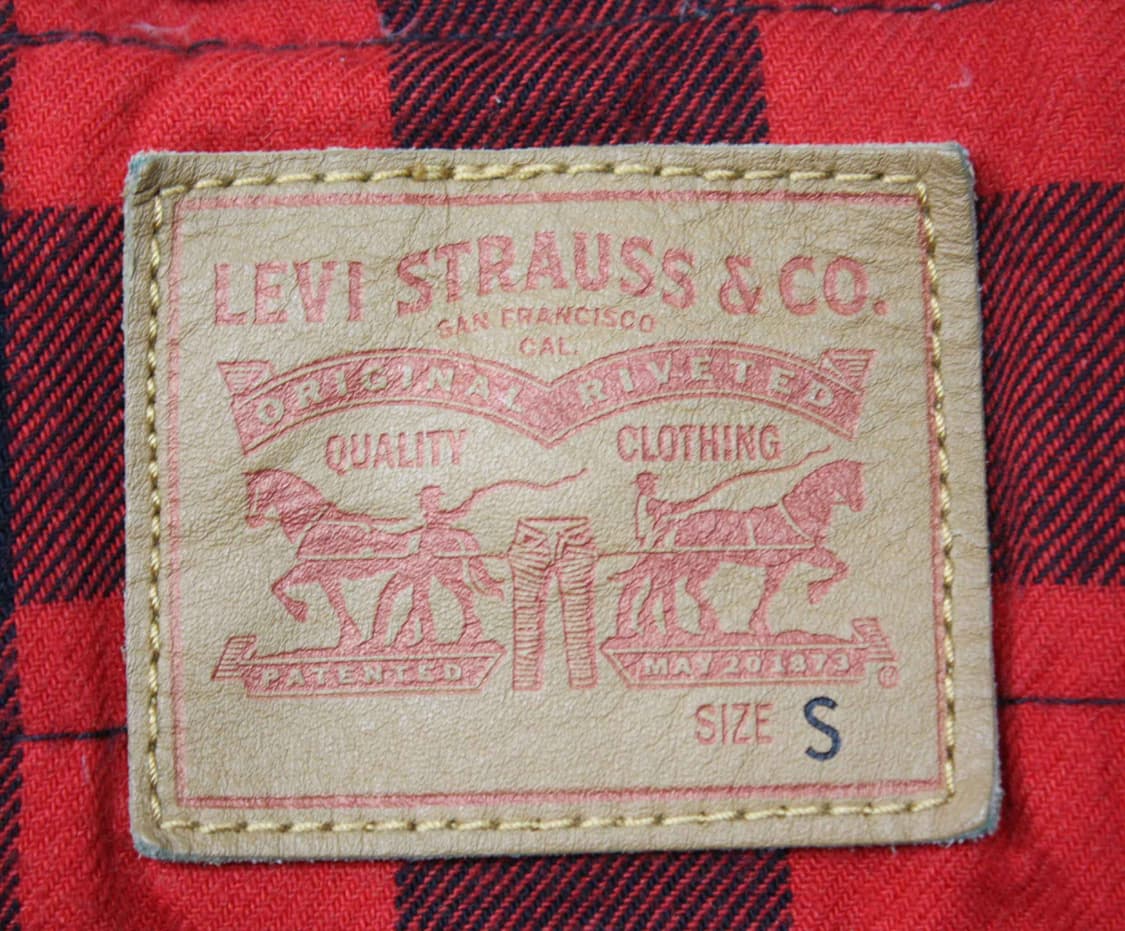 LEVI STRAUSS & CO.
SAN FRANCISCO
CAL.
ORIGINAL RIVETED
QUALITY CLOTHING
PATENTED MAY 20 1873
®
SIZE S